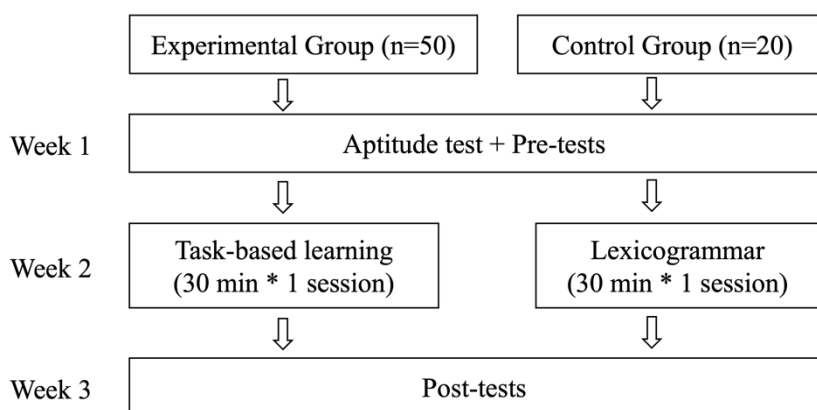 Experimental Group (n=50)
Control Group (n=20)
Week 1
Aptitude test + Pre-tests
Week 2
Task-based learning
(30 min * 1 session)
Lexicogrammar
(30 min * 1 session)
Week 3
Post-tests